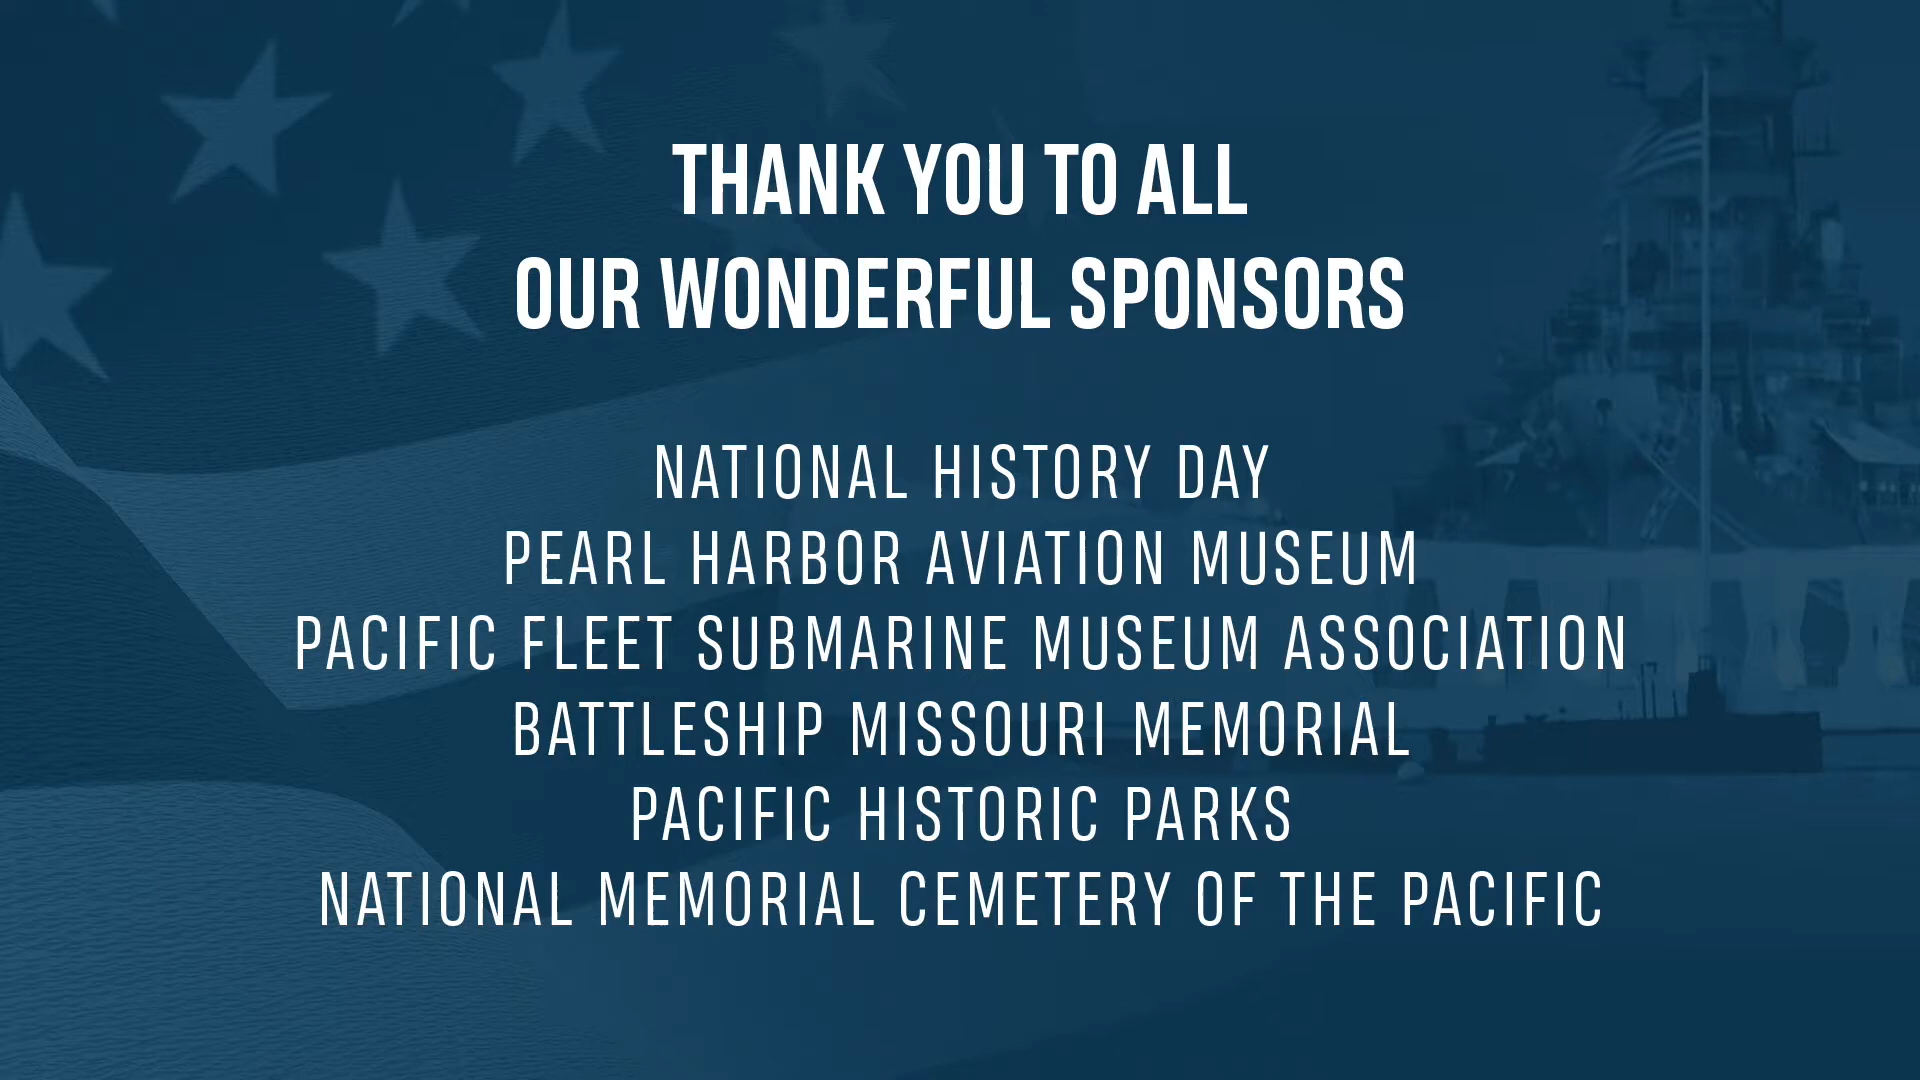 THANK YOU TO ALL
OUR WONDERFUL SPONSORS
NATIONAL HISTORY DAY
PEARL HARBOR AVIATION MUSEUM
PACIFIC FLEET SUBMARINE MUSEUM ASSOCIATION
BATTLESHIP MISSOURI MEMORIAL
PACIFIC HISTORIC PARKS
NATIONAL MEMORIAL CEMETERY OF THE PACIFIC